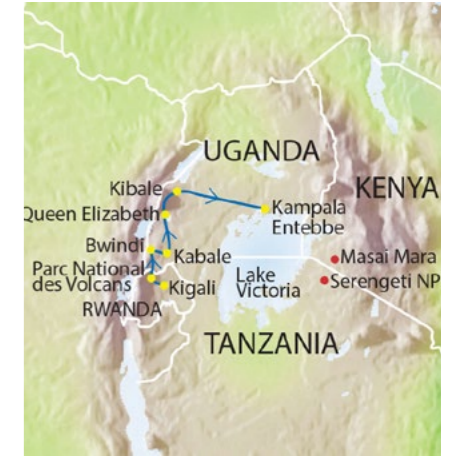 UGANDA
Kibale
KENYA
Queen Elizabeth
Kampala
Entebbe
Bwindi
Kabale
Masai Mara
Parc National
des Volcans
Kigali
Lake
Victoria
Serengeti NP
RWANDA
TANZANIA